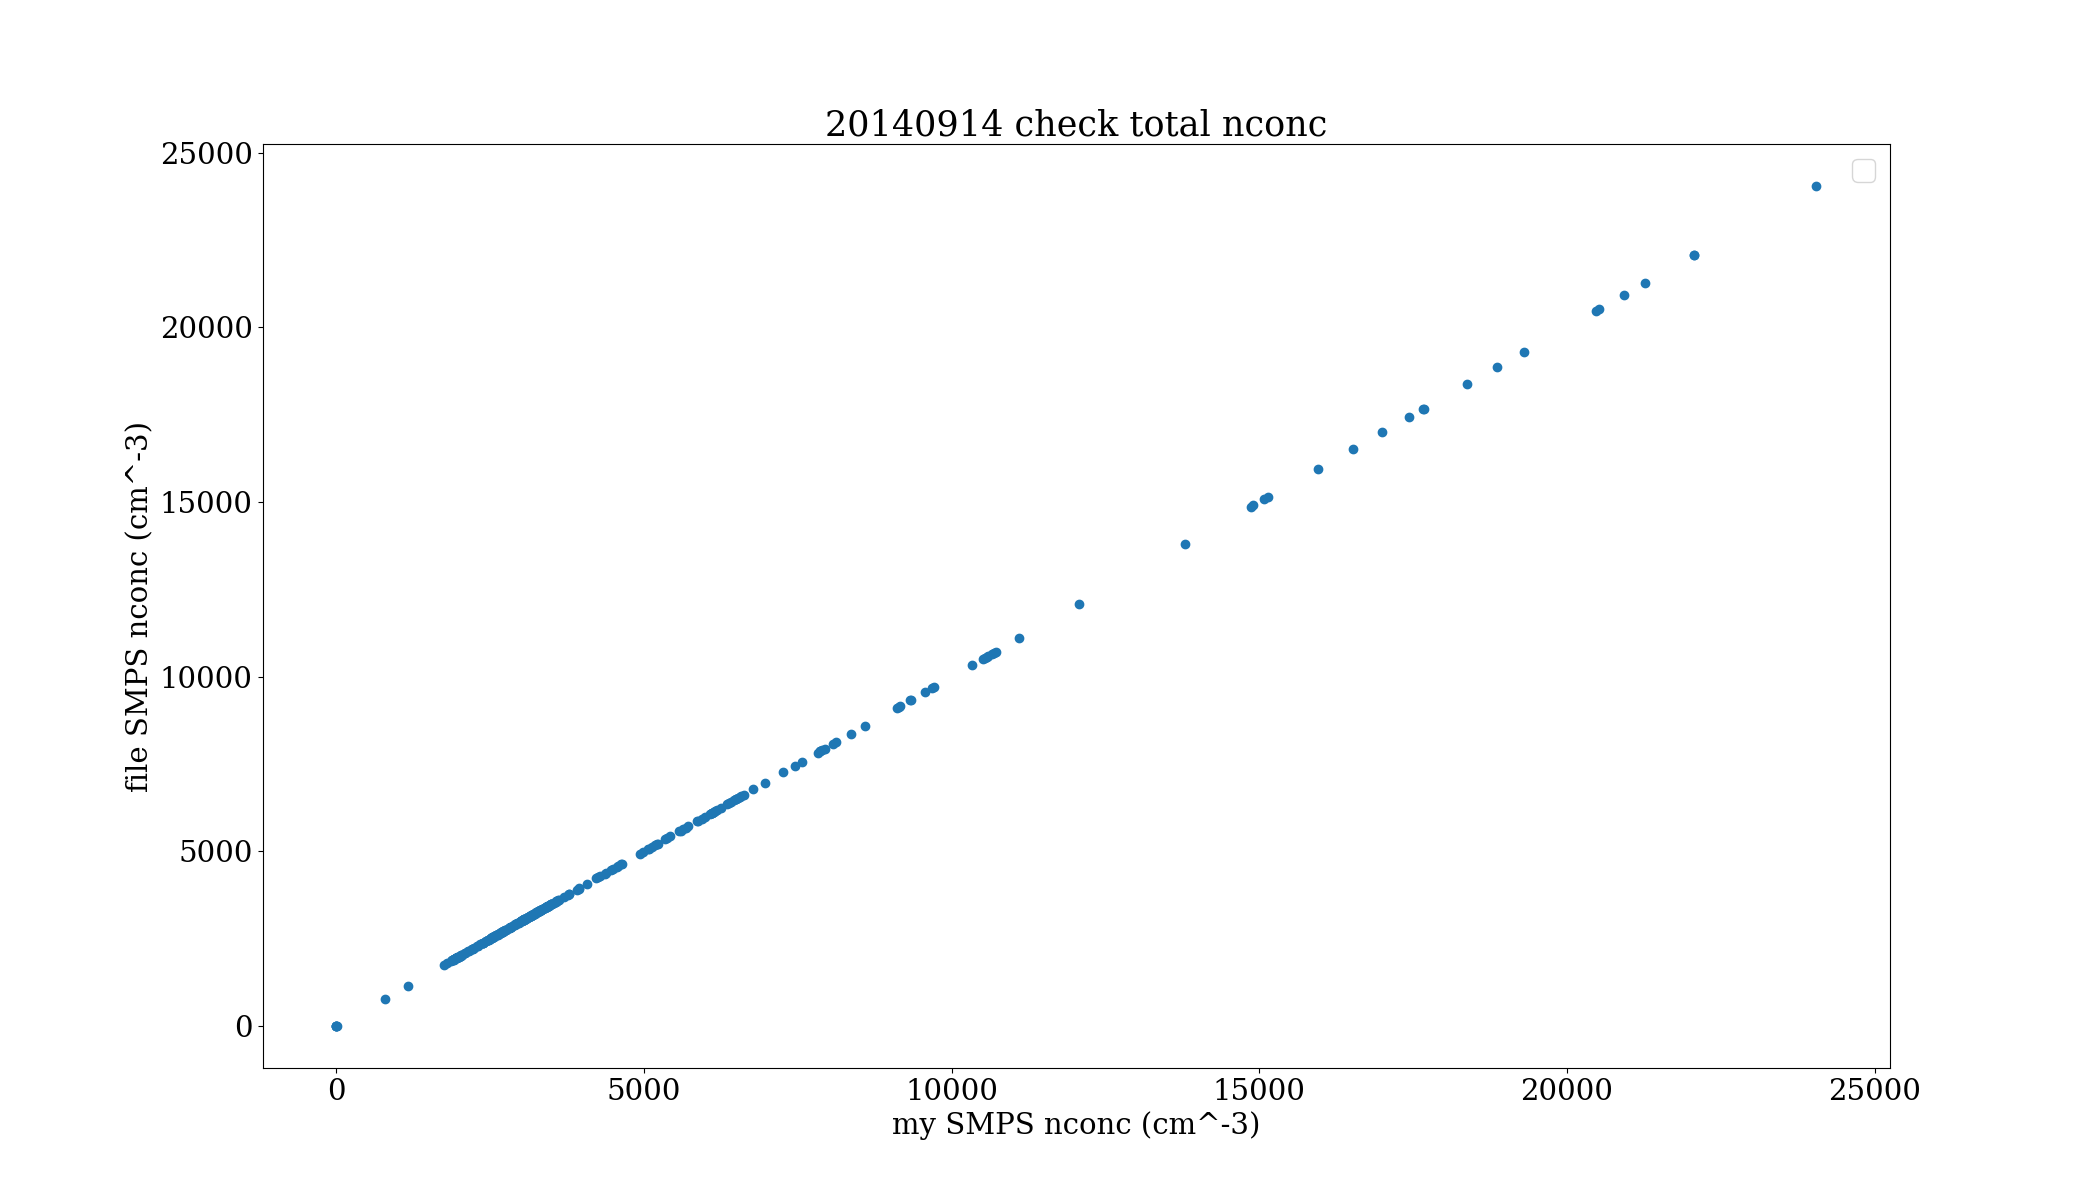 20140914 check total nconc
25000
20000
15000
10000
5000
0
file SMPS nconc (cm^-3)
0 5000 10000 15000 20000 25000
my SMPS nconc (cm^-3)